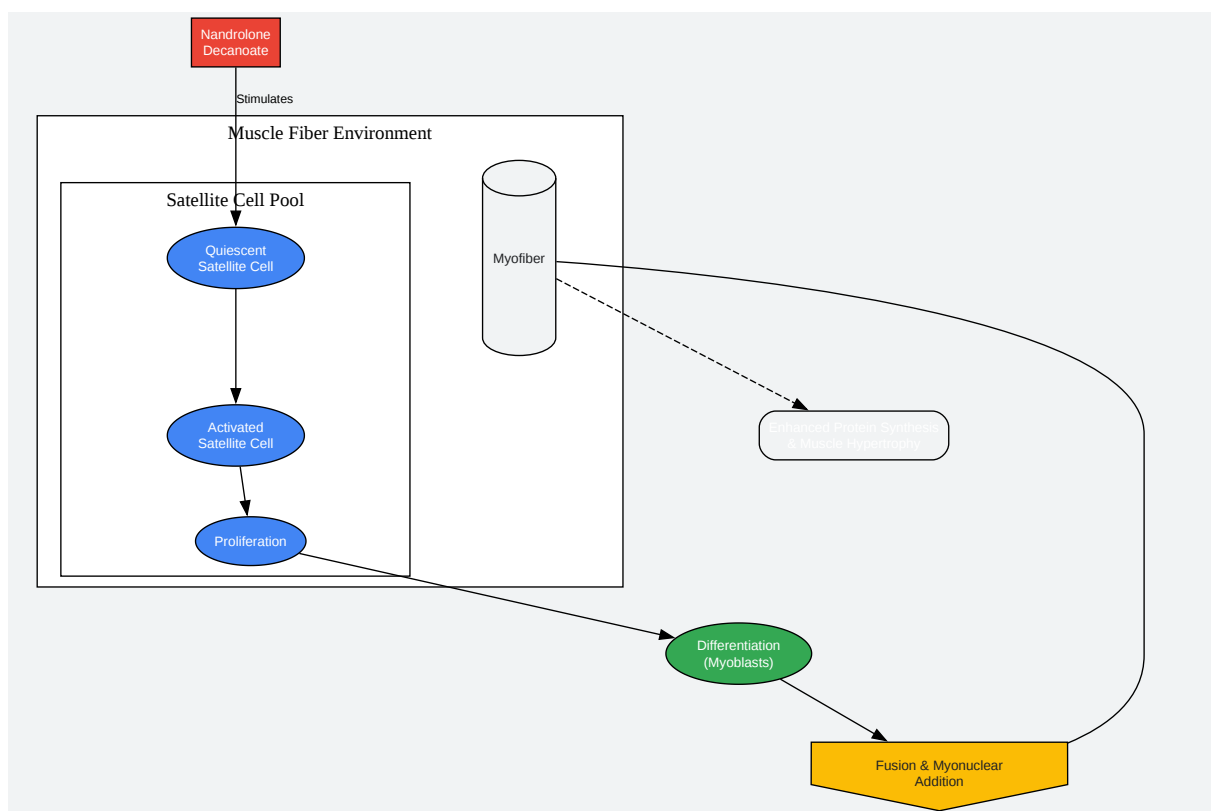 Nandrolone
Decanoate
Stimulates
Muscle Fiber Environment
Satellite Cell Pool
Quiescent
Satellite Cell
Myofiber
Activated
Satellite Cell
Enhanced Protein Synthesis
& Muscle Hypertrophy
Proliferation
Differentiation
(Myoblasts)
Fusion & Myonuclear
Addition